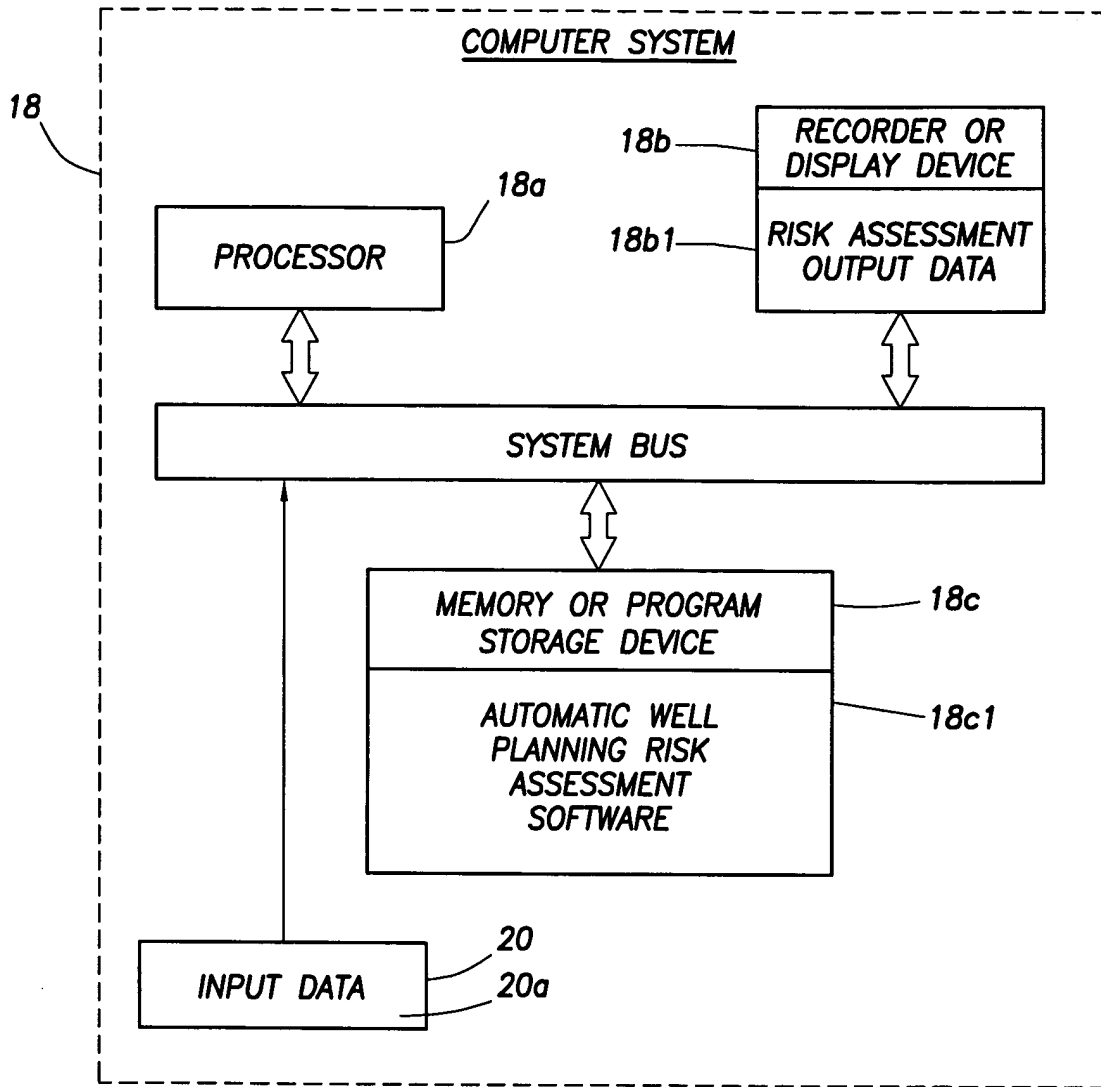 COMPUTER SYSTEM
18
RECORDER OR
DISPLAY DEVICE
18b
18a
PROCESSOR
18b1
RISK ASSESSMENT
OUTPUT DATA
SYSTEM BUS
MEMORY OR PROGRAM
STORAGE DEVICE
18c
AUTOMATIC WELL
PLANNING RISK
ASSESSMENT
SOFTWARE
18c1
INPUT DATA
20
20a